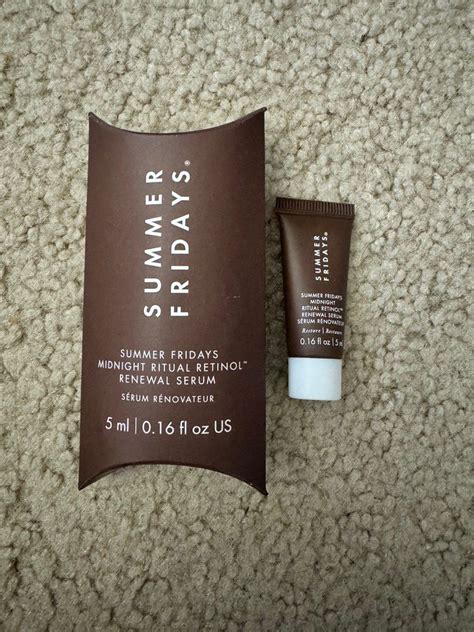 SUMMER
FRIDAYS®
SUMMER FRIDAYS
MIDNIGHT RITUAL RETINOL™
RENEWAL SERUM
SÉRUM RÉNOVATEUR
5 ml | 0.16 fl oz US
SUMMER
FRIDAYS®
SUMMER FRIDAYS
MIDNIGHT
RITUAL RETINOL™
RENEWAL SERUM
SÉRUM RÉNOVATEUR
Restore |
0.16 fl oz | 5 ml